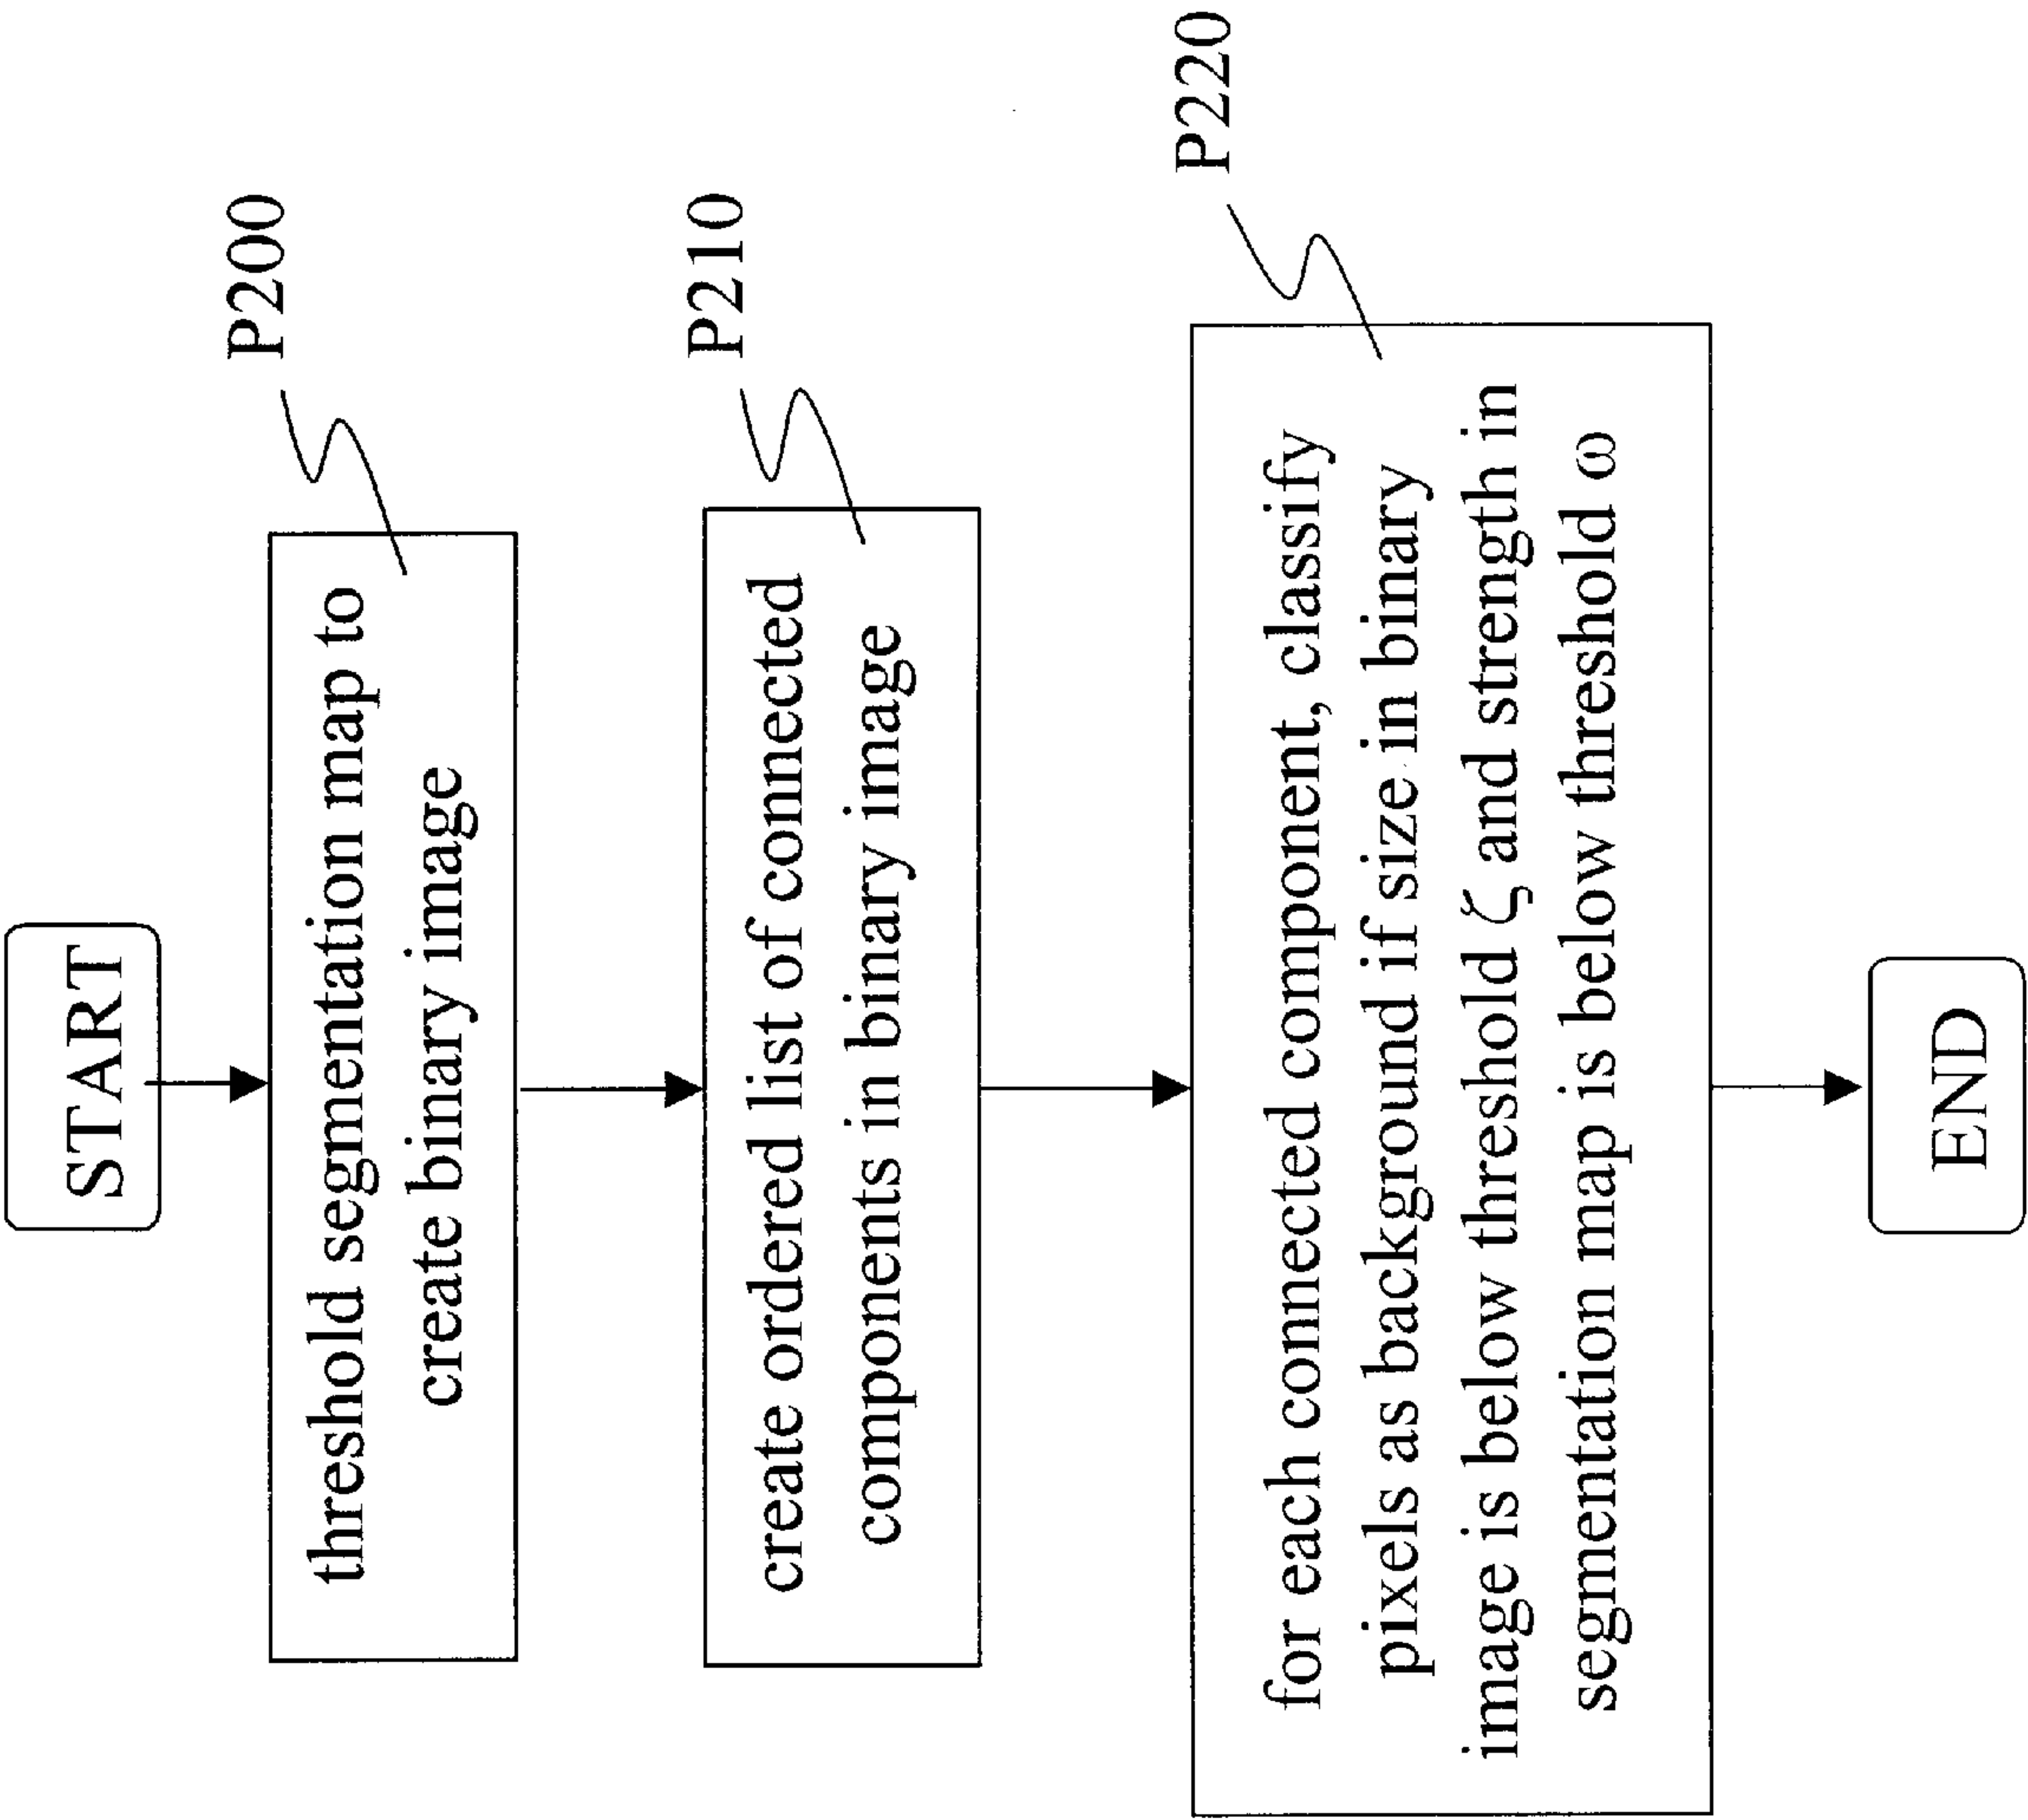 START
P200
threshold segmentation map to
create binary image
P210
create ordered list of connected
components in binary image
P220
for each connected component, classify
pixels as background if size in binary
image is below threshold ζ and strength in
segmentation map is below threshold ω
END